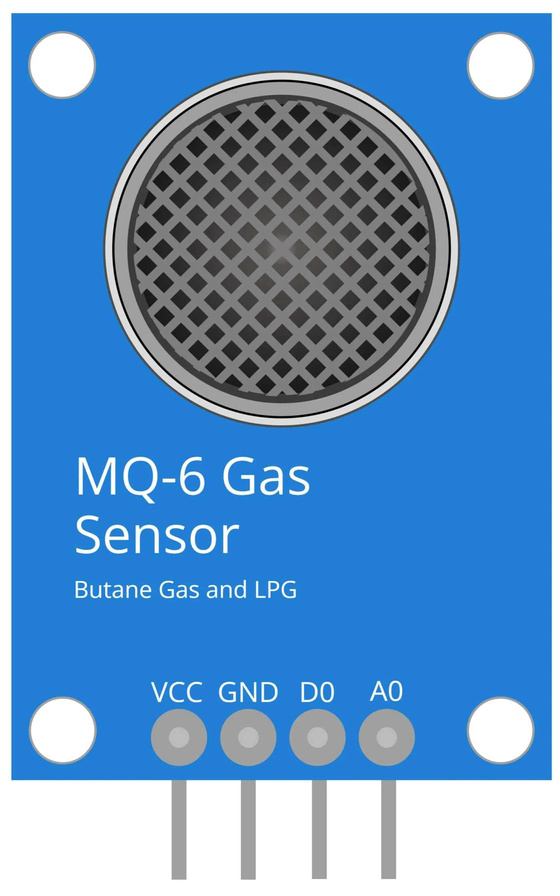 MQ-6 Gas
Sensor
Butane Gas and LPG
VCC GND D0 A0